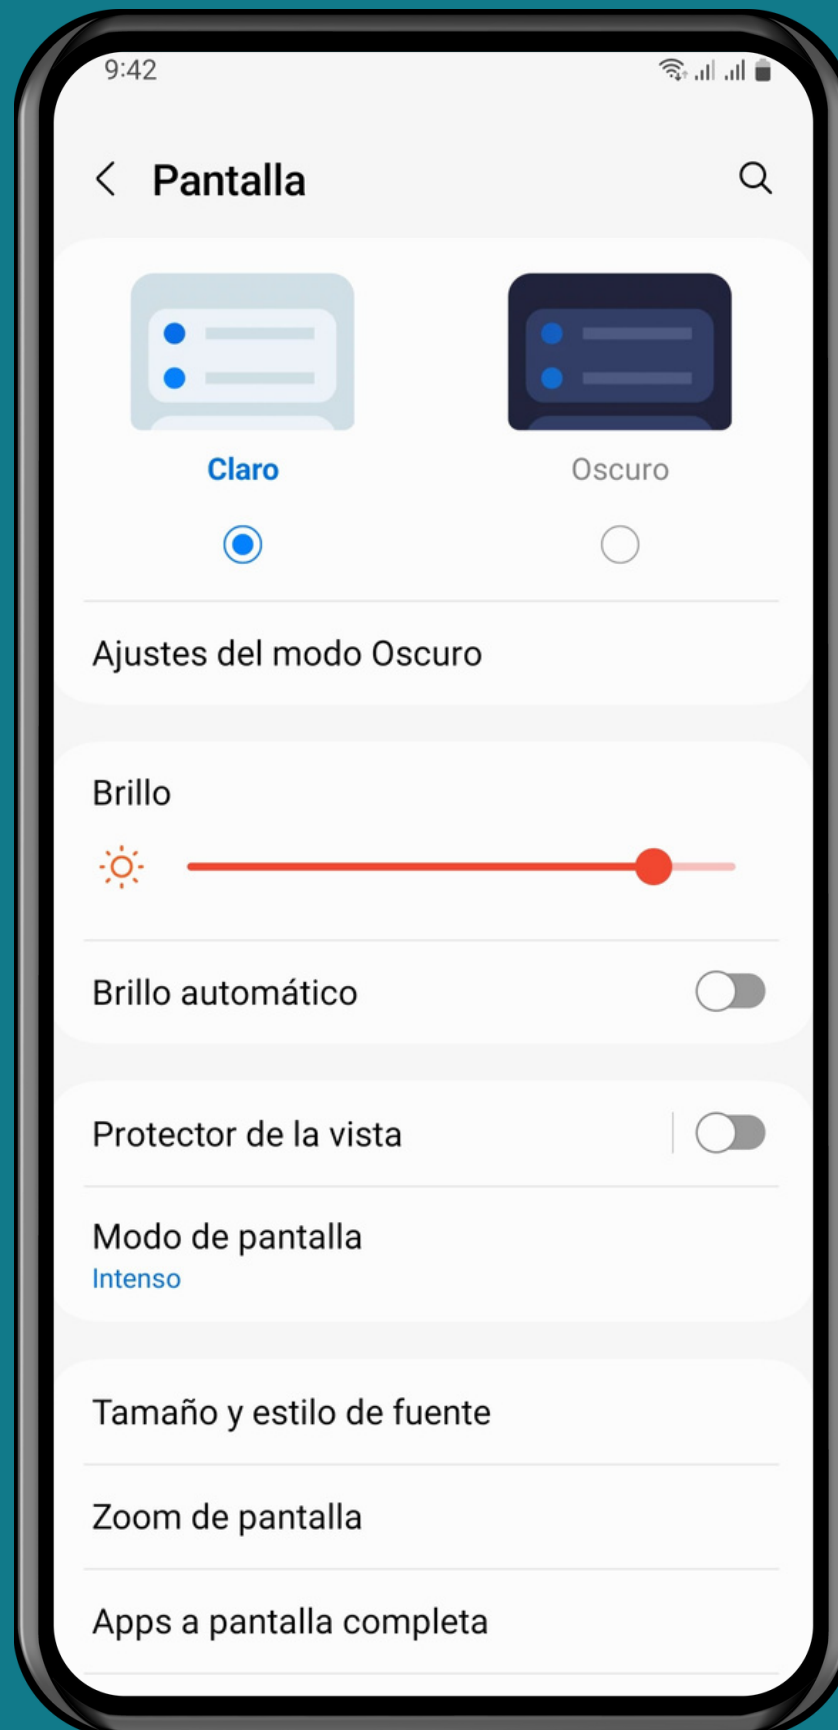 9:42
Pantalla
Claro
Oscuro
Ajustes del modo Oscuro
Brillo
Brillo automático
Protector de la vista
Modo de pantalla
Intenso
Tamaño y estilo de fuente
Zoom de pantalla
Apps a pantalla completa